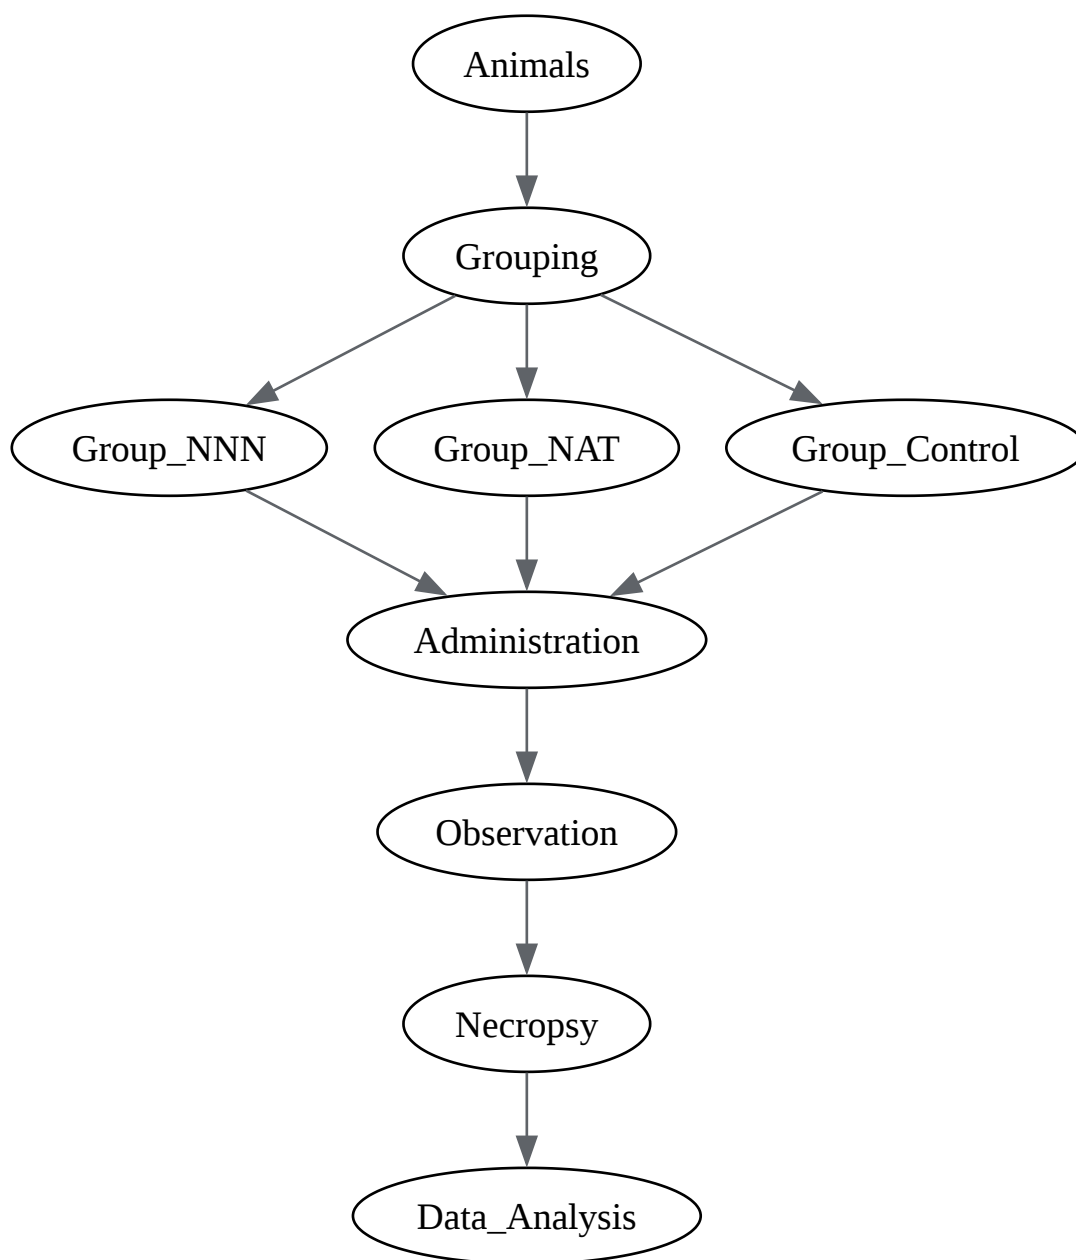 Animals
Grouping
Group_NNN
Group_NAT
Group_Control
Administration
Observation
Necropsy
Data_Analysis